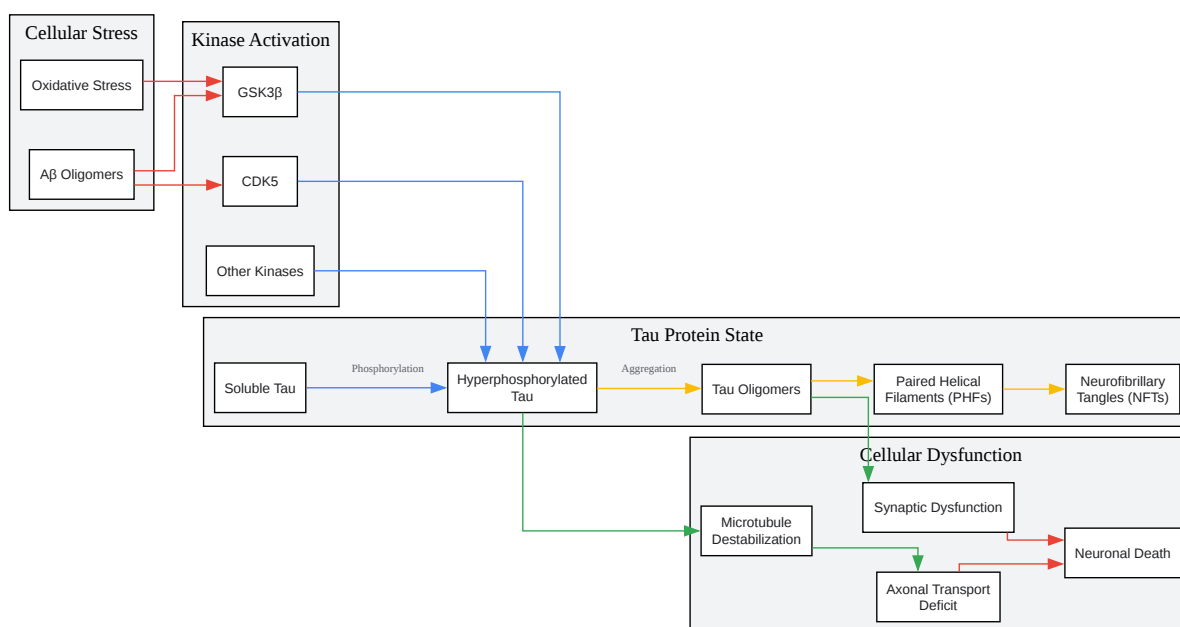 Cellular Stress
Oxidative Stress
Aβ Oligomers
Kinase Activation
GSK3β
CDK5
Other Kinases
Tau Protein State
Soluble Tau
Phosphorylation
Hyperphosphorylated
Tau
Aggregation
Tau Oligomers
Paired Helical
Filaments (PHFs)
Neurofibrillary
Tangles (NFTs)
Cellular Dysfunction
Microtubule
Destabilization
Synaptic Dysfunction
Axonal Transport
Deficit
Neuronal Death